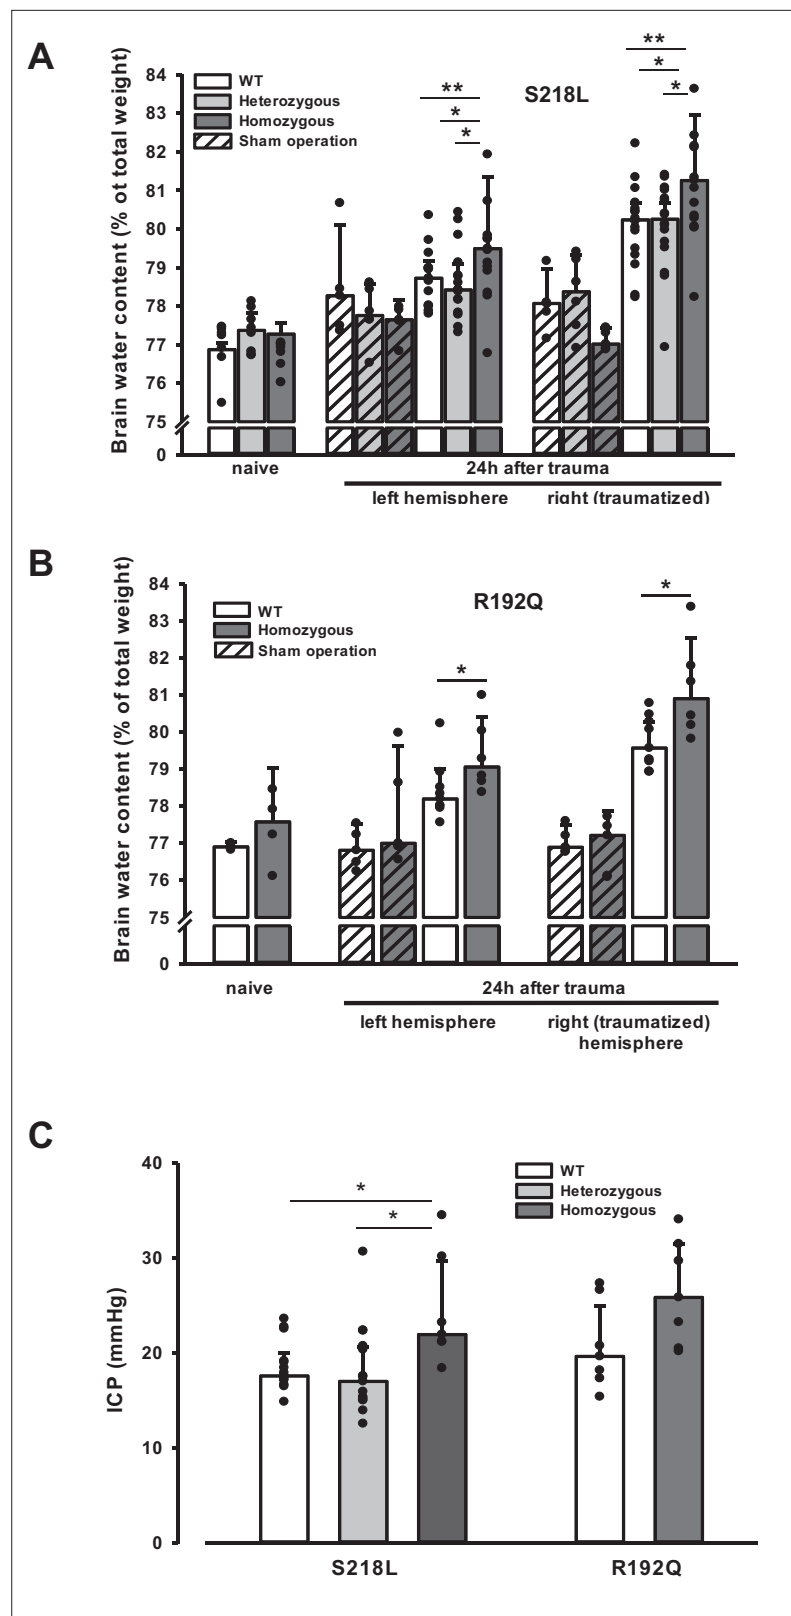 A
S218L
** * *
** * *
WT
Heterozygous
Homozygous
Sham operation
Brain water content (% ot total weight)
84
83
82
81
80
79
78
77
76
75
0
naive
24h after trauma
left hemisphere
right (traumatized)
B
R192Q
*
*
WT
Homozygous
Sham operation
Brain water content (% of total weight)
84
83
82
81
80
79
78
77
76
75
0
naive
24h after trauma
left hemisphere
right (traumatized)
hemisphere
C
*
*
WT
Heterozygous
Homozygous
ICP (mmHg)
40
30
20
10
0
S218L
R192Q